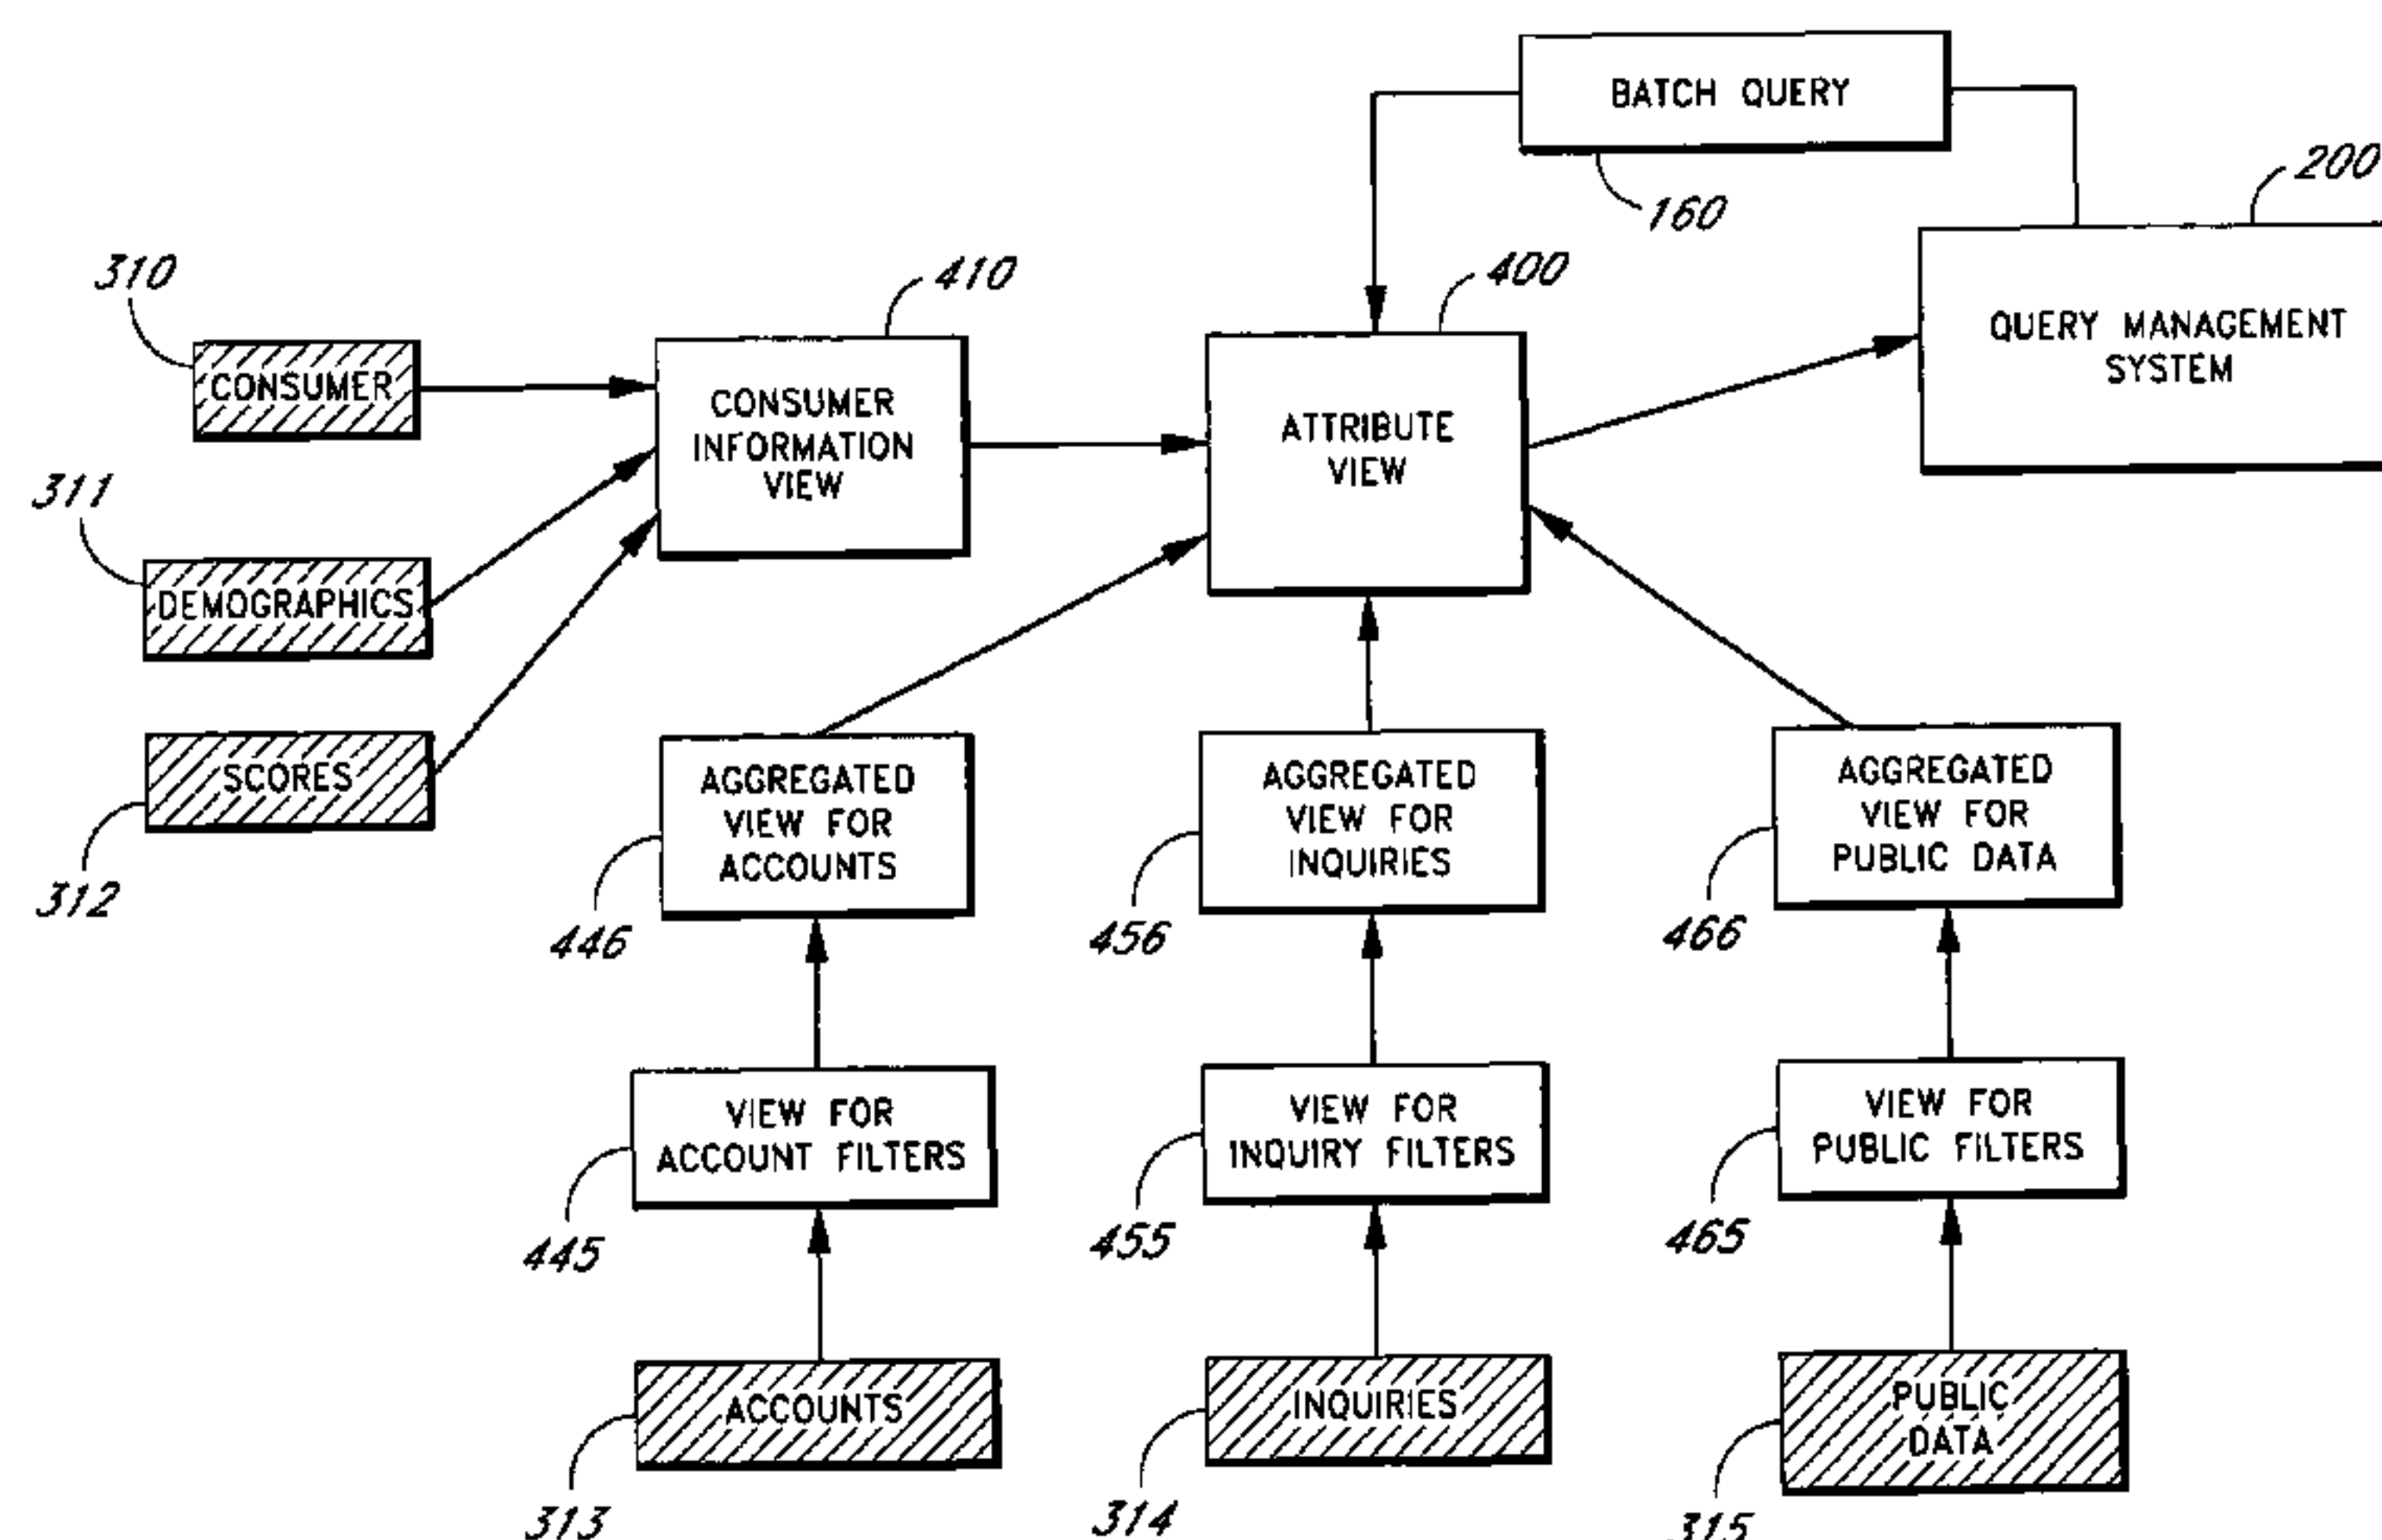 BATCH QUERY
160
200
QUERY MANAGEMENT
SYSTEM
310
CONSUMER
410
CONSUMER
INFORMATION
VIEW
400
ATTRIBUTE
VIEW
311
DEMOGRAPHICS
SCORES
312
AGGREGATED
VIEW FOR
ACCOUNTS
446
AGGREGATED
VIEW FOR
INQUIRIES
456
AGGREGATED
VIEW FOR
PUBLIC DATA
466
VIEW FOR
ACCOUNT FILTERS
445
VIEW FOR
INQUIRY FILTERS
455
VIEW FOR
PUBLIC FILTERS
465
ACCOUNTS
313
INQUIRIES
314
PUBLIC
DATA
315